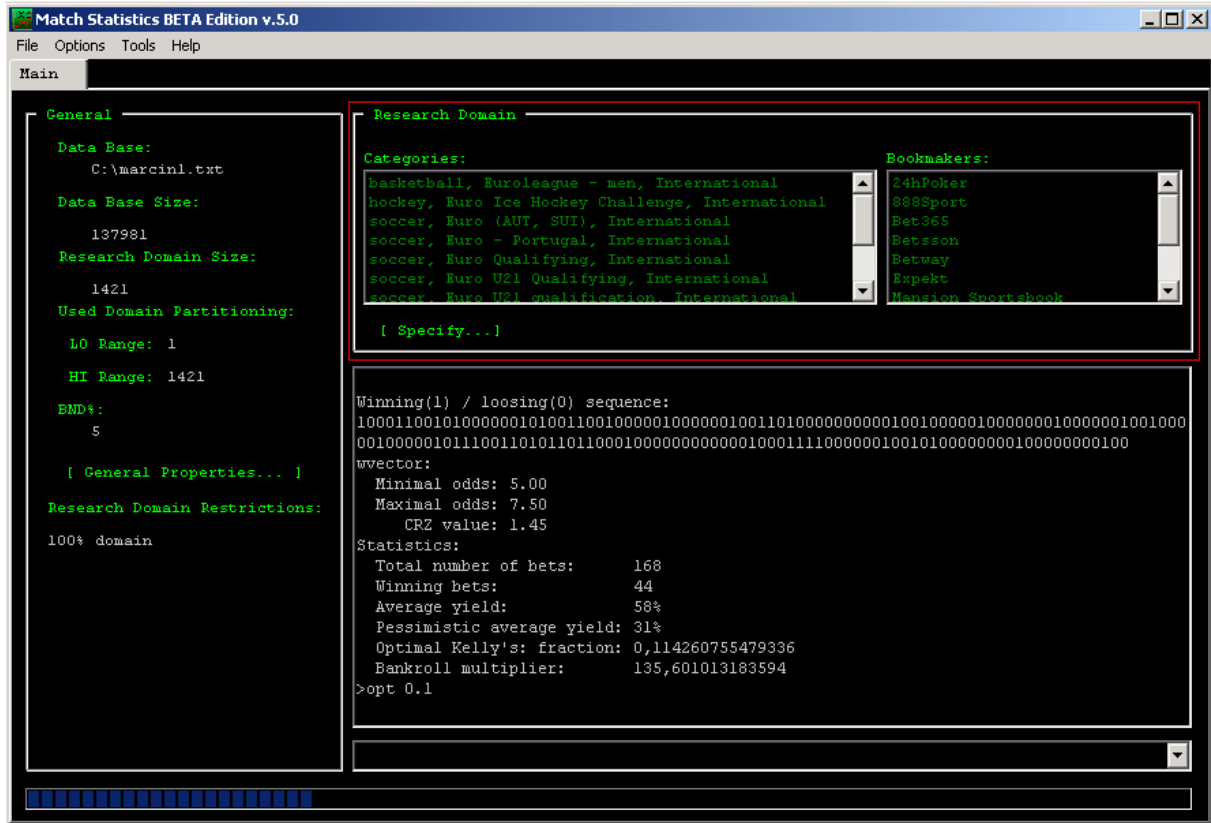 Match Statistics BETA Edition v.5.0
File Options Tools Help
Main
General
Data Base:
C:\marcin1.txt
Data Base Size:
137981
Research Domain Size:
1421
Used Domain Partitioning:
LO Range: 1
HI Range: 1421
BND%:
5
[ General Properties... ]
Research Domain Restrictions:
100% domain
Research Domain
Categories:
basketball, Euroleague - men, International
hockey, Euro Ice Hockey Challenge, International
soccer, Euro (AUT, SUI), International
soccer, Euro - Portugal, International
soccer, Euro Qualifying, International
soccer, Euro U21 Qualifying, International
soccer, Euro U21 qualification, International
[ Specify...]
Bookmakers:
24hPoker
888Sport
Bet365
Betsson
Betway
Expekt
Mansion Sportsbook
Winning(1) / loosing(0) sequence:
1000110010100000010100110010000010000001001101000000000010010000010000000100000010010000
001000001011100110101101100010000000000001000111100000010010100000000100000000100
wvector:
Minimal odds: 5.00
Maximal odds: 7.50
CRZ value: 1.45
Statistics:
Total number of bets: 168
Winning bets: 44
Average yield: 58%
Pessimistic average yield: 31%
Optimal Kelly's: fraction: 0,114260755479336
Bankroll multiplier: 135,601013183594
>opt 0.1